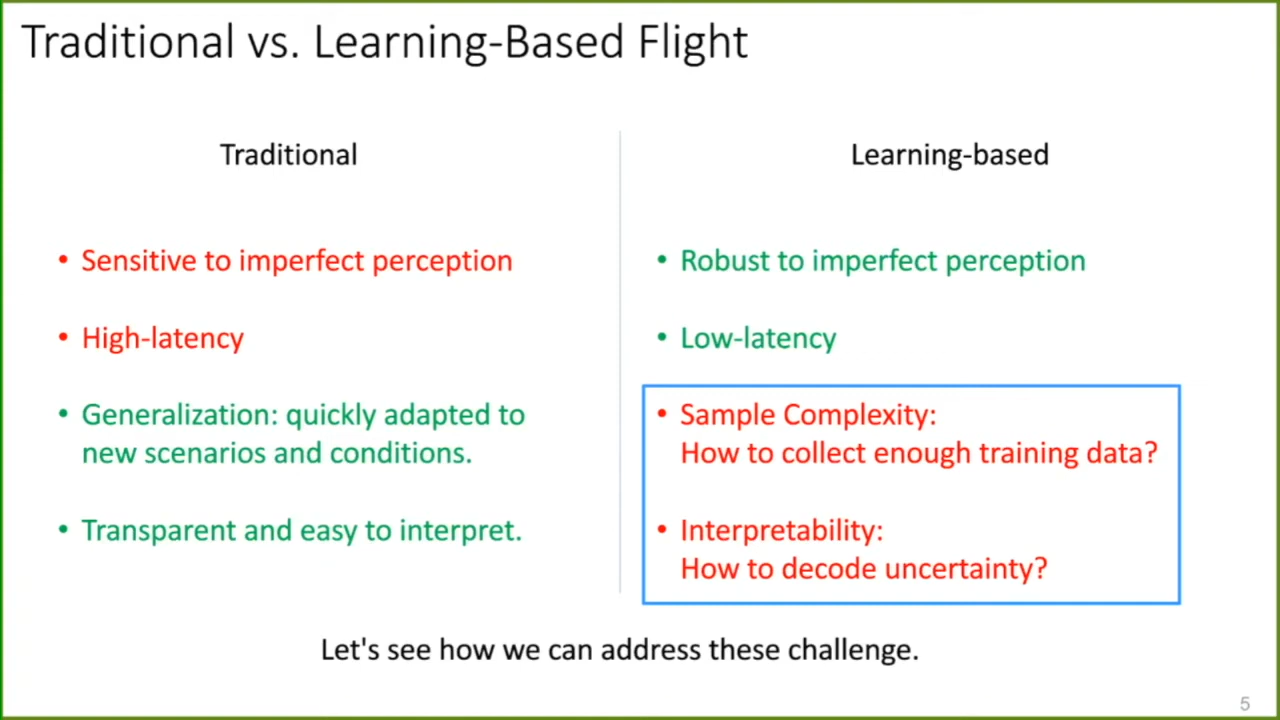 Traditional vs. Learning-Based Flight
Traditional
• Sensitive to imperfect perception
• High-latency
• Generalization: quickly adapted to
new scenarios and conditions.
• Transparent and easy to interpret.
Learning-based
• Robust to imperfect perception
• Low-latency
• Sample Complexity:
How to collect enough training data?
• Interpretability:
How to decode uncertainty?
Let's see how we can address these challenge.
5